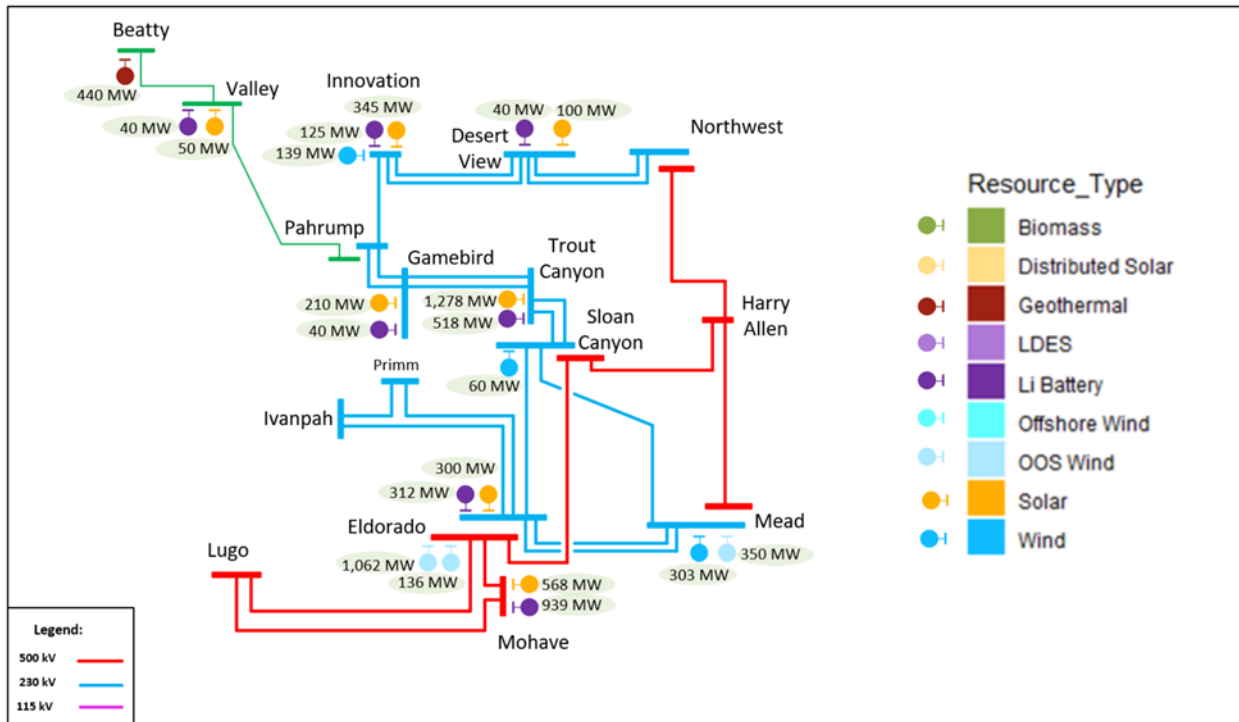 Beatty
440 MW
Valley
40 MW
50 MW
Innovation
345 MW
125 MW
139 MW
40 MW
100 MW
Desert
View
Northwest
Pahrump
Gamebird
210 MW
40 MW
Trout
Canyon
1,278 MW
518 MW
Sloan
Canyon
60 MW
Harry
Allen
Primm
Ivanpah
300 MW
312 MW
Eldorado
1,062 MW
136 MW
Mead
350 MW
303 MW
Lugo
568 MW
939 MW
Mohave
Resource_Type
Biomass
Distributed Solar
Geothermal
LDES
Li Battery
Offshore Wind
OOS Wind
Solar
Wind
Legend:
500 kV
230 kV
115 kV